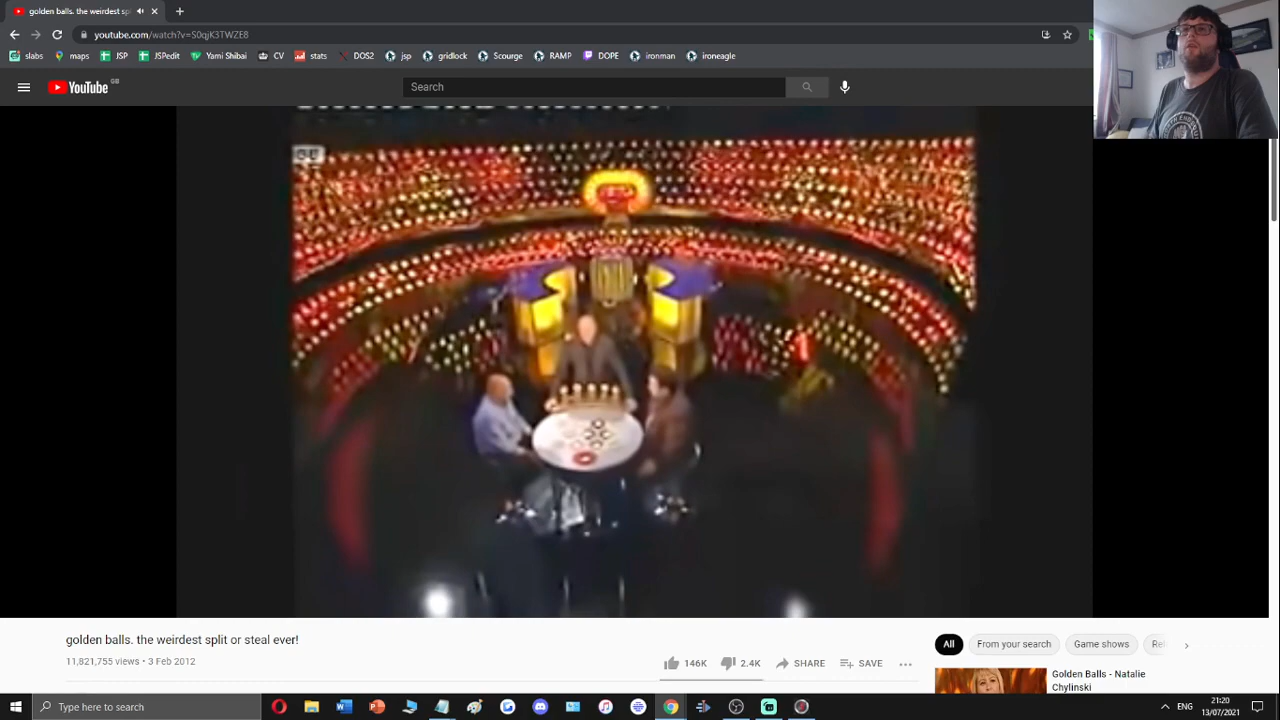 golden balls. the weirdest spl
youtube.com/watch?v=S0qjK3TWZE8
slabs maps JSP JSPedit Yami Shibai CV stats DOS2 jsp gridlock Scourge RAMP DOPE ironman ironeagle
YouTube GB
Search
golden balls. the weirdest split or steal ever!
11,821,755 views • 3 Feb 2012
146K 2.4K SHARE SAVE
All From your search Game shows Re
Golden Balls - Natalie
Chylinski
Type here to search
ENG
21:20
13/07/2021